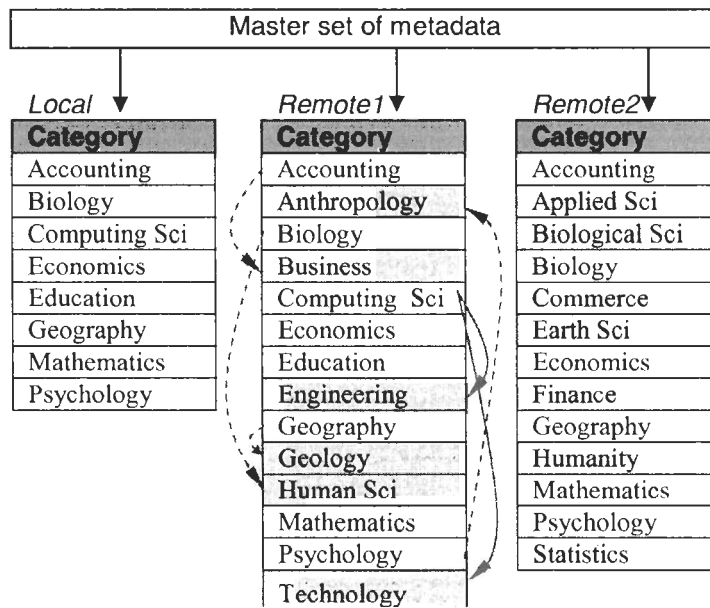 Master set of metadata
Local
Category
Accounting
Biology
Computing Sci
Economics
Education
Geography
Mathematics
Psychology
Remote1
Category
Accounting
Anthropology
Biology
Business
Computing Sci
Economics
Education
Engineering
Geography
Geology
Human Sci
Mathematics
Psychology
Technology
Remote2
Category
Accounting
Applied Sci
Biological Sci
Biology
Commerce
Earth Sci
Economics
Finance
Geography
Humanity
Mathematics
Psychology
Statistics